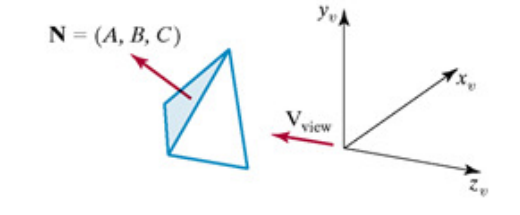 N = (A, B, C)
V_view
y_v
x_v
z_v